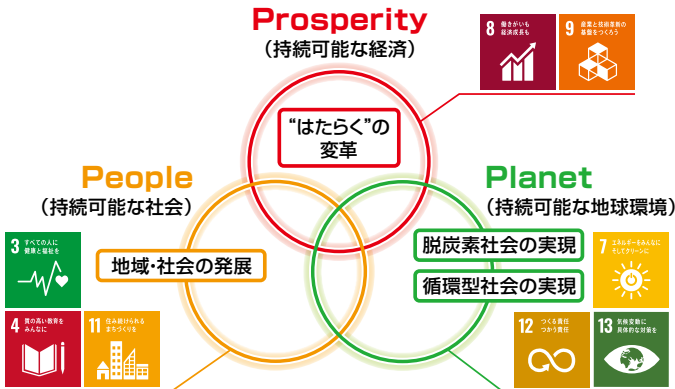 Prosperity
（持続可能な経済）
8 働きがいも
経済成長も
9 産業と技術革新の
基盤をつくろう
“はたらく”の
変革
People
（持続可能な社会）
Planet
（持続可能な地球環境）
3 すべての人に
健康と福祉を
地域・社会の発展
脱炭素社会の実現
循環型社会の実現
7 エネルギーをみんなに
そしてクリーンに
4 質の高い教育を
みんなに
11 住み続けられる
まちづくりを
12 つくる責任
つかう責任
13 気候変動に
具体的な対策を